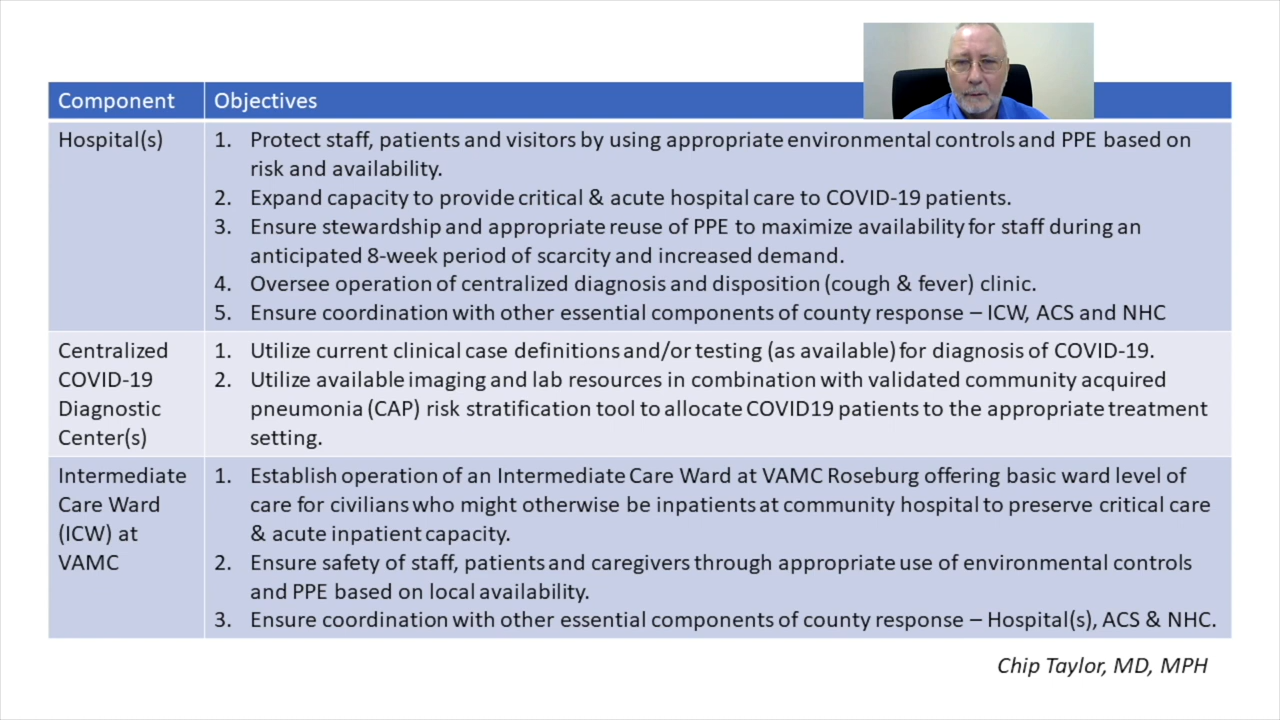 Component
Objectives
Hospital(s)
1. Protect staff, patients and visitors by using appropriate environmental controls and PPE based on
risk and availability.
2. Expand capacity to provide critical & acute hospital care to COVID-19 patients.
3. Ensure stewardship and appropriate reuse of PPE to maximize availability for staff during an
anticipated 8-week period of scarcity and increased demand.
4. Oversee operation of centralized diagnosis and disposition (cough & fever) clinic.
5. Ensure coordination with other essential components of county response – ICW, ACS and NHC
Centralized
COVID-19
Diagnostic
Center(s)
1. Utilize current clinical case definitions and/or testing (as available) for diagnosis of COVID-19.
2. Utilize available imaging and lab resources in combination with validated community acquired
pneumonia (CAP) risk stratification tool to allocate COVID19 patients to the appropriate treatment
setting.
Intermediate
Care Ward
(ICW) at
VAMC
1. Establish operation of an Intermediate Care Ward at VAMC Roseburg offering basic ward level of
care for civilians who might otherwise be inpatients at community hospital to preserve critical care
& acute inpatient capacity.
2. Ensure safety of staff, patients and caregivers through appropriate use of environmental controls
and PPE based on local availability.
3. Ensure coordination with other essential components of county response – Hospital(s), ACS & NHC.
Chip Taylor, MD, MPH